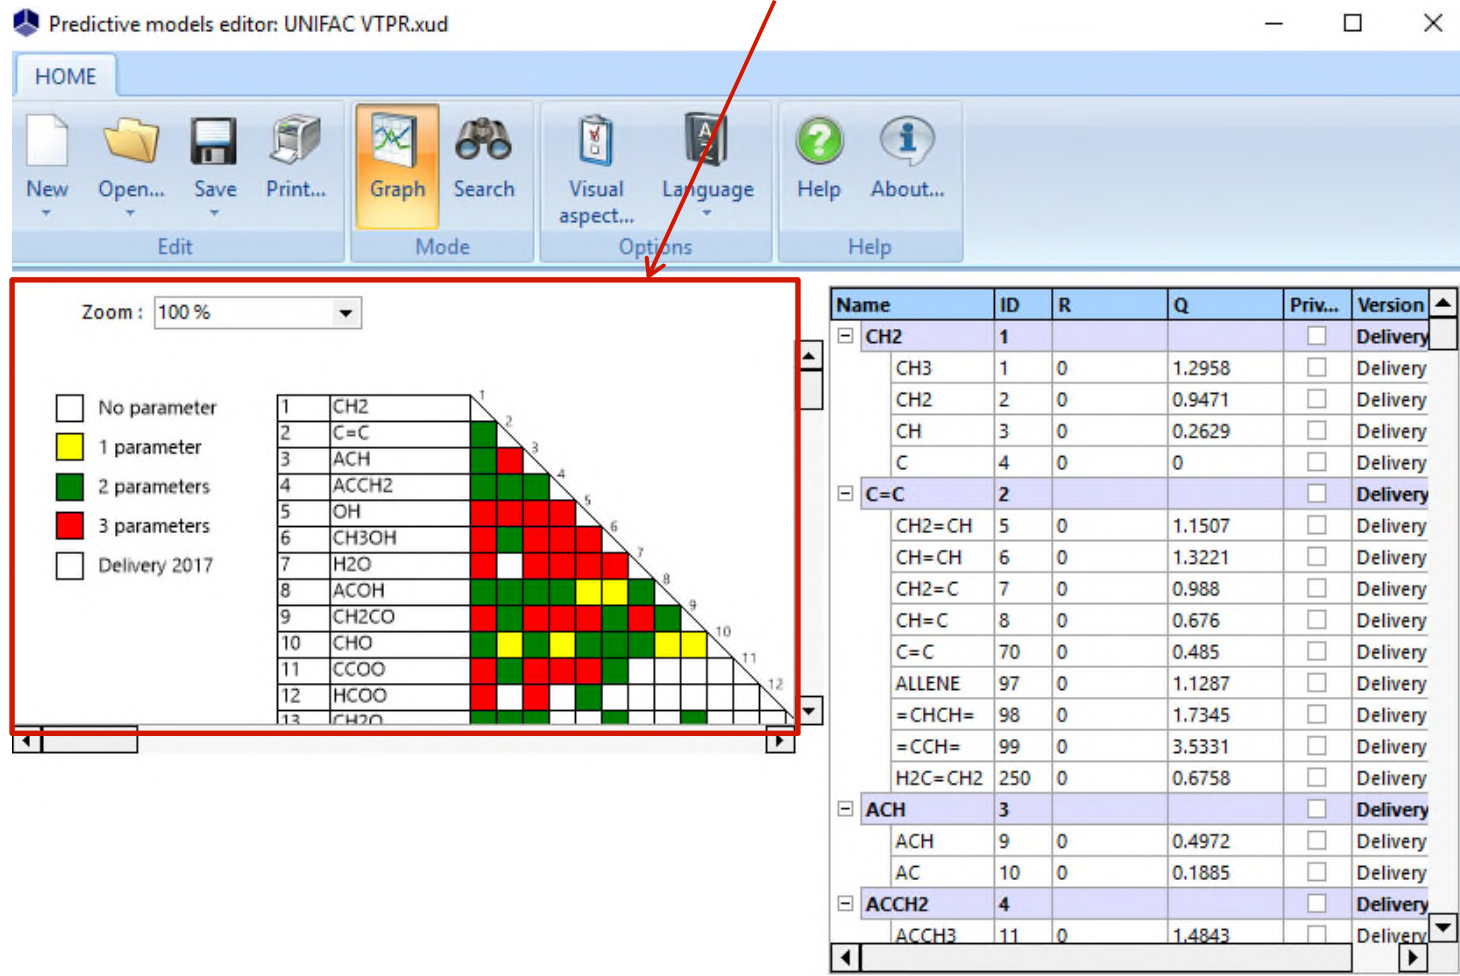 Predictive models editor: UNIFAC VTPR.xud
HOME
New Open... Save Print... Graph Search Visual aspect... Language Help About...
Edit Mode Options Help
Zoom : 100 %
No parameter
1 parameter
2 parameters
3 parameters
Delivery 2017
1 CH2 1
2 C=C 2
3 ACH 3
4 ACCH2 4
5 OH 5
6 CH3OH 6
7 H2O 7
8 ACOH 8
9 CH2CO 9
10 CHO 10
11 CCOO 11
12 HCOO 12
13 CH2O
Name ID R Q Priv... Version
CH2 1 Delivery
CH3 1 0 1.2958 Delivery
CH2 2 0 0.9471 Delivery
CH 3 0 0.2629 Delivery
C 4 0 0 Delivery
C=C 2 Delivery
CH2=CH 5 0 1.1507 Delivery
CH=CH 6 0 1.3221 Delivery
CH2=C 7 0 0.988 Delivery
CH=C 8 0 0.676 Delivery
C=C 70 0 0.485 Delivery
ALLENE 97 0 1.1287 Delivery
=CHCH= 98 0 1.7345 Delivery
=CCH= 99 0 3.5331 Delivery
H2C=CH2 250 0 0.6758 Delivery
ACH 3 Delivery
ACH 9 0 0.4972 Delivery
AC 10 0 0.1885 Delivery
ACCH2 4 Delivery
ACCH3 11 0 1.4843 Delivery